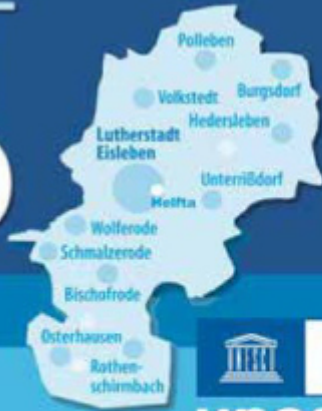 Polleben
Burgsdorf
Volkstedt
Hedersleben
Lutherstadt
Eisleben
Unterrißdorf
Helfta
Wolferode
Schmalzerode
Bischofrode
Osterhausen
Rothen-
schirmbach